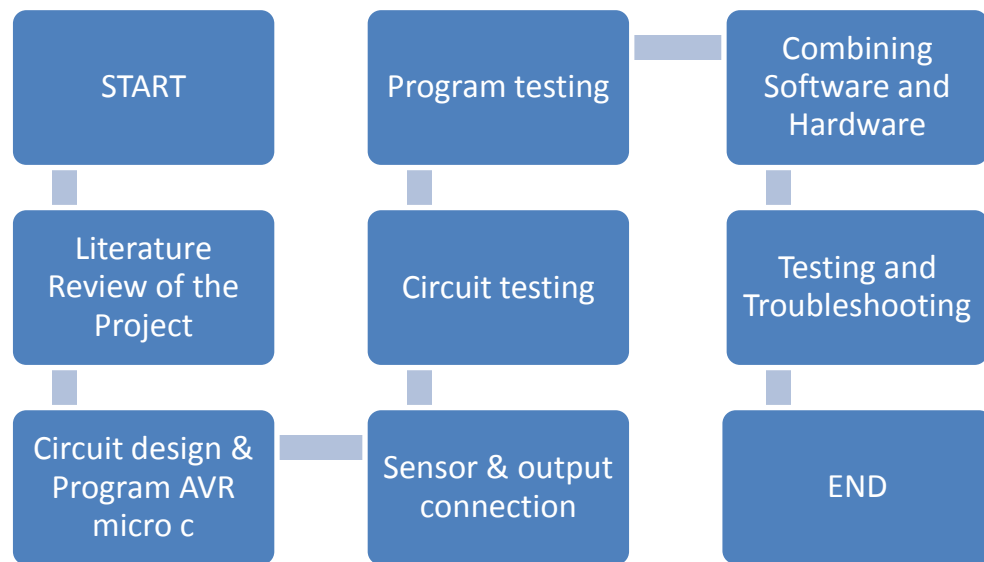 START
Literature
Review of the
Project
Circuit design &
Program AVR
micro c
Sensor & output
connection
Circuit testing
Program testing
Combining
Software and
Hardware
Testing and
Troubleshooting
END